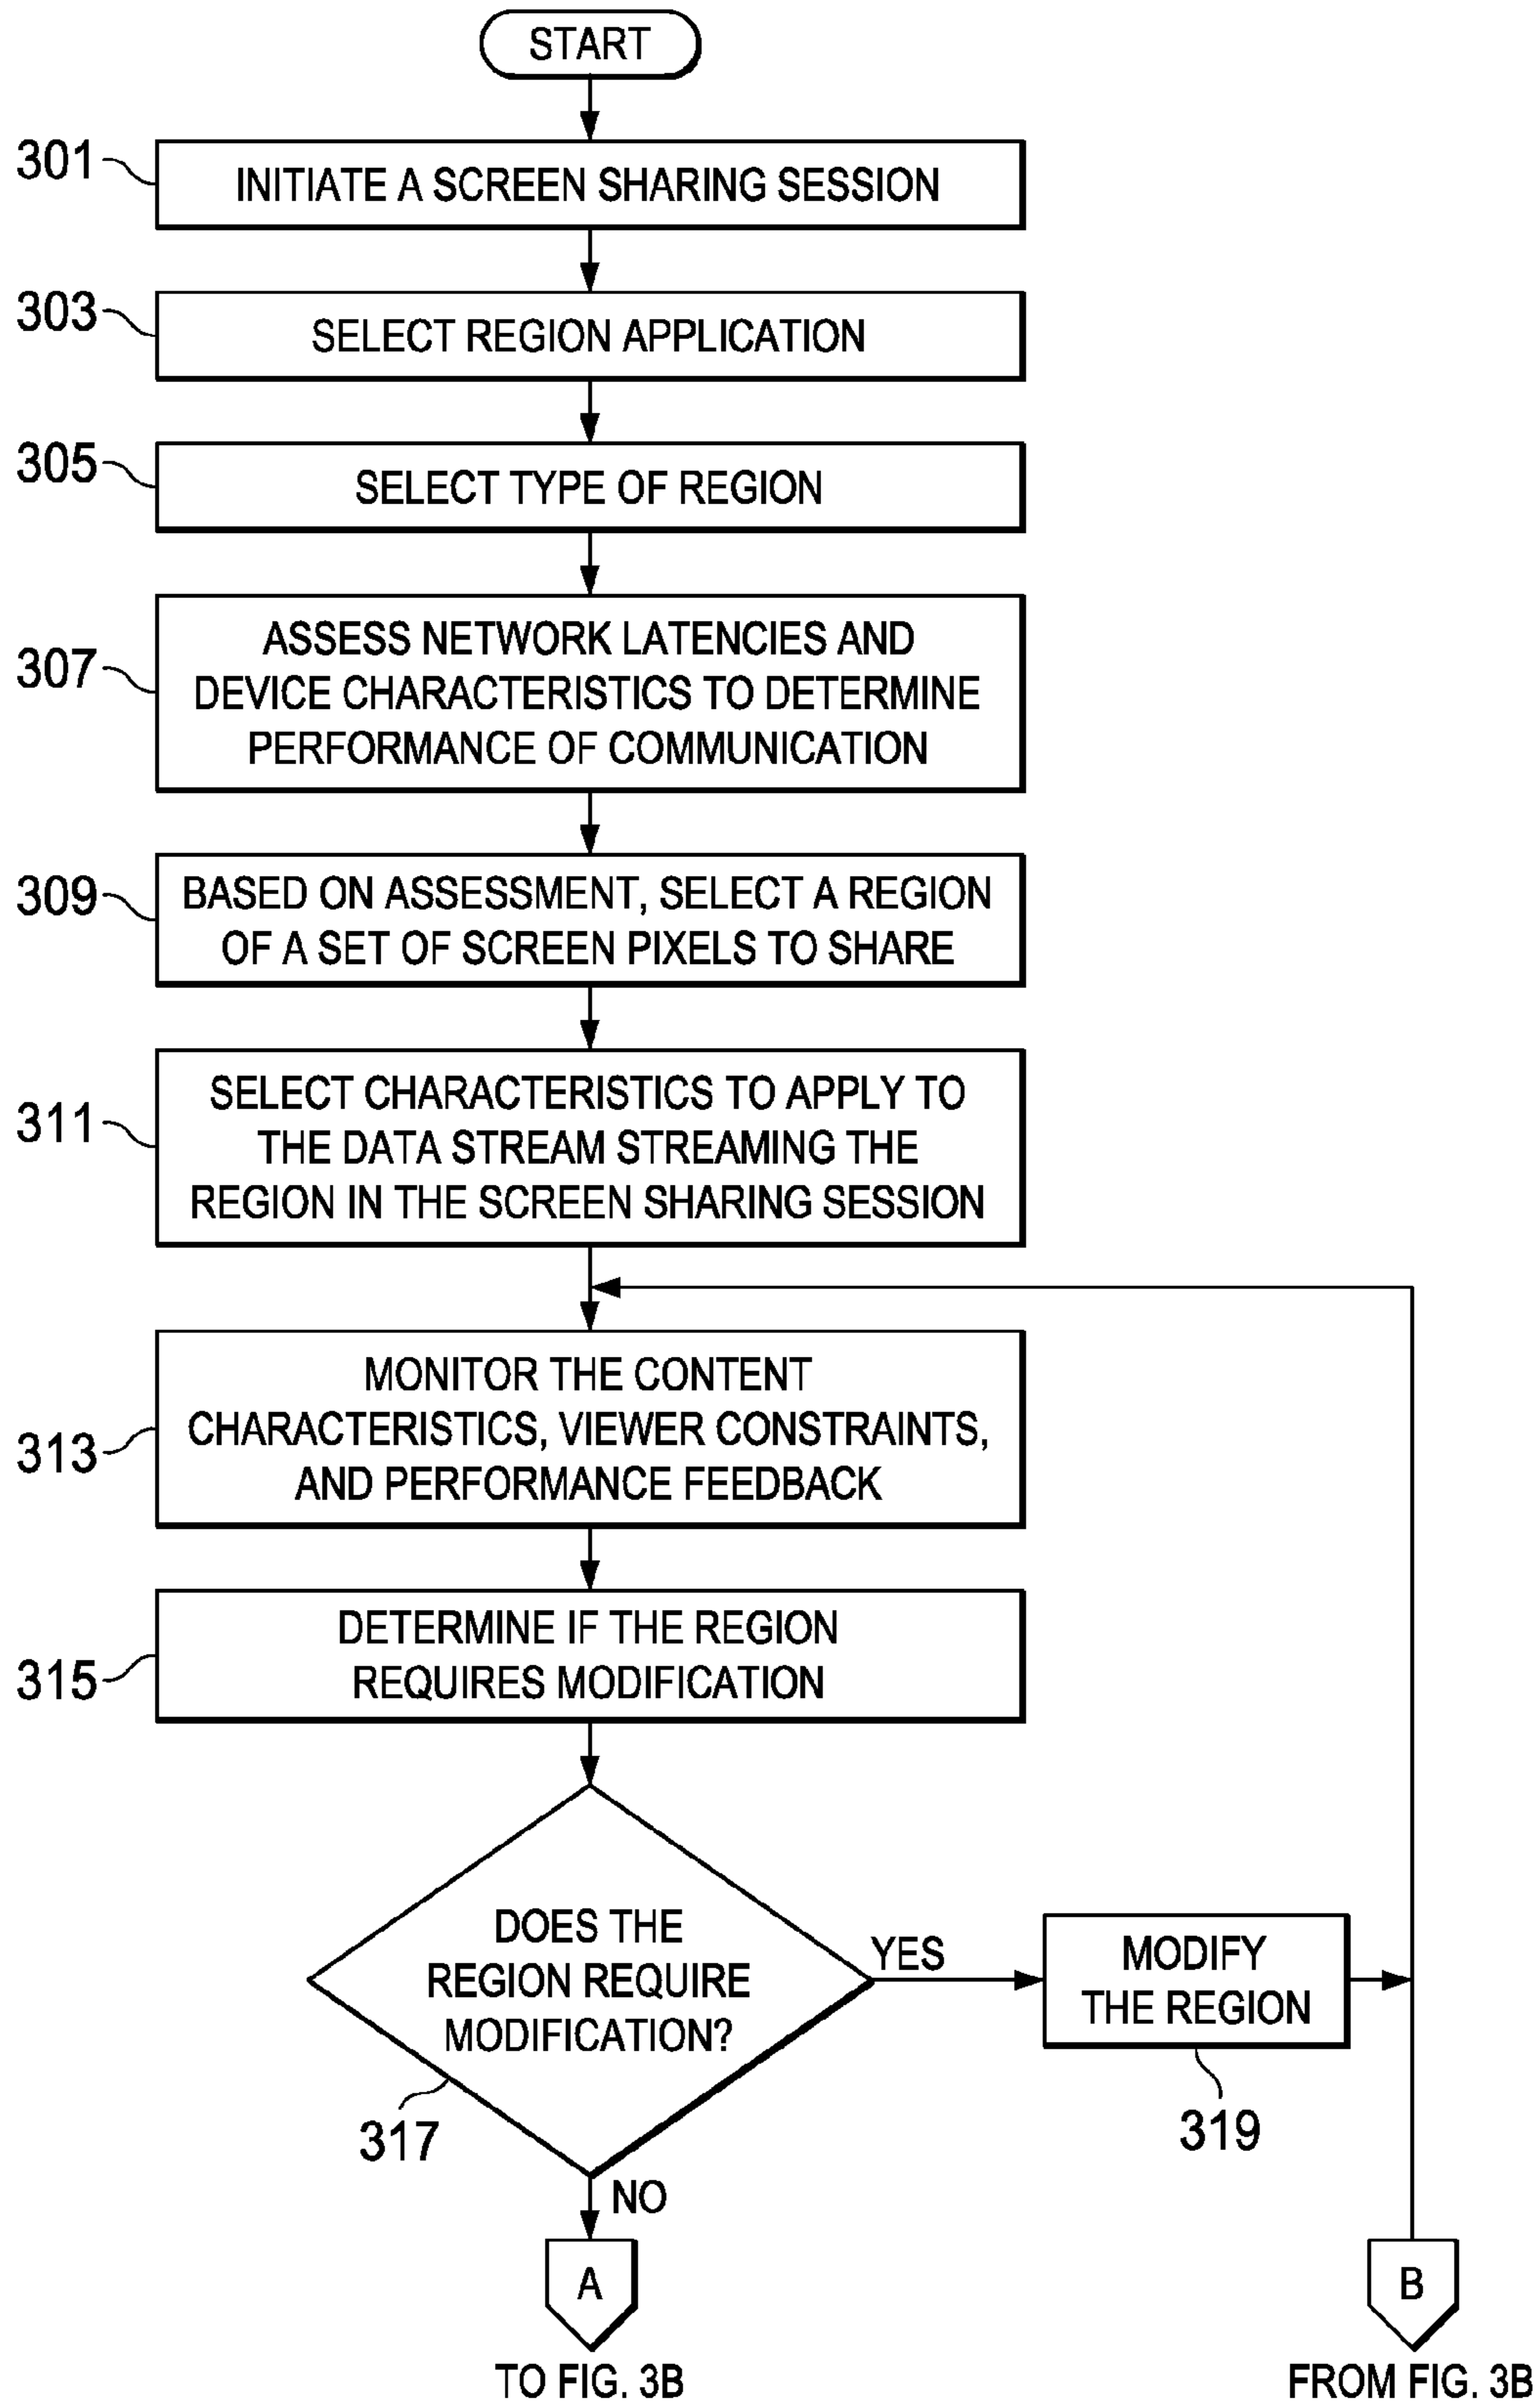 START
301
INITIATE A SCREEN SHARING SESSION
303
SELECT REGION APPLICATION
305
SELECT TYPE OF REGION
307
ASSESS NETWORK LATENCIES AND
DEVICE CHARACTERISTICS TO DETERMINE
PERFORMANCE OF COMMUNICATION
309
BASED ON ASSESSMENT, SELECT A REGION
OF A SET OF SCREEN PIXELS TO SHARE
311
SELECT CHARACTERISTICS TO APPLY TO
THE DATA STREAM STREAMING THE
REGION IN THE SCREEN SHARING SESSION
313
MONITOR THE CONTENT
CHARACTERISTICS, VIEWER CONSTRAINTS,
AND PERFORMANCE FEEDBACK
315
DETERMINE IF THE REGION
REQUIRES MODIFICATION
DOES THE
REGION REQUIRE
MODIFICATION?
317
YES
MODIFY
THE REGION
319
NO
A
TO FIG. 3B
B
FROM FIG. 3B